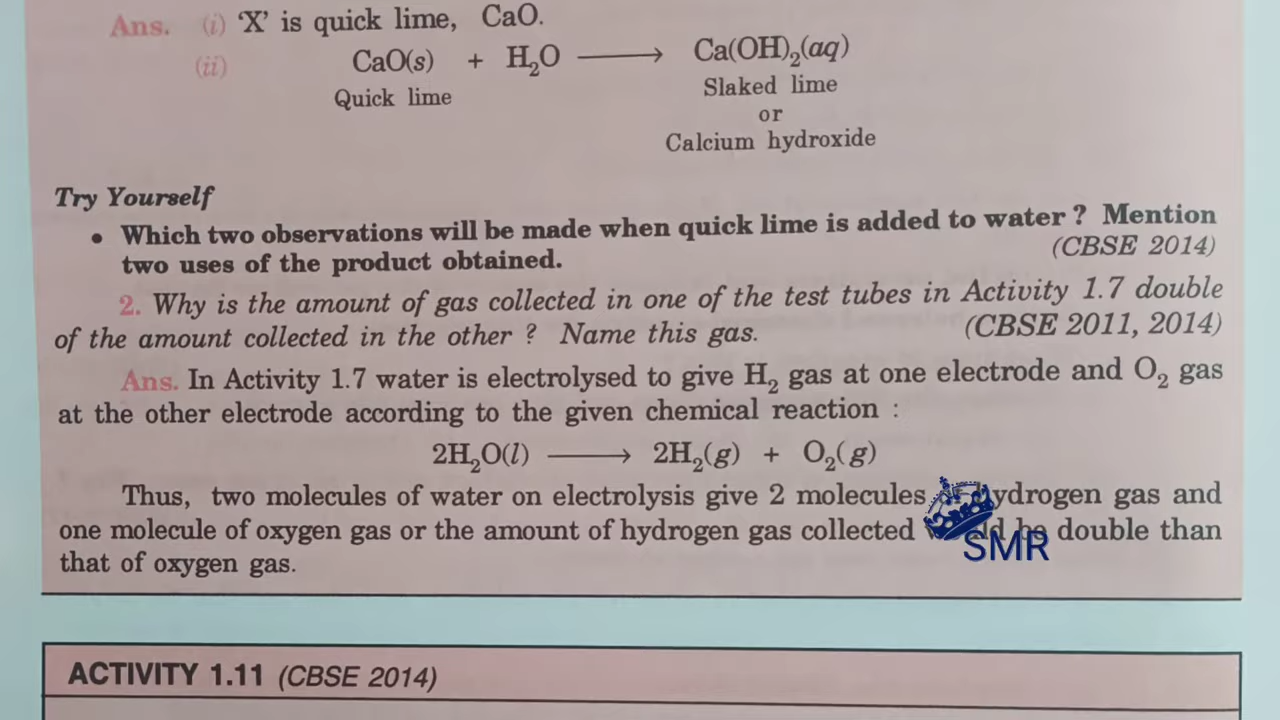 Ans. (i) 'X' is quick lime, CaO.
(ii) CaO(s) + H₂O ⟶ Ca(OH)₂(aq)
Quick lime Slaked lime
or
Calcium hydroxide
Try Yourself
• Which two observations will be made when quick lime is added to water ? Mention
two uses of the product obtained. (CBSE 2014)
2. Why is the amount of gas collected in one of the test tubes in Activity 1.7 double
of the amount collected in the other ? Name this gas. (CBSE 2011, 2014)
Ans. In Activity 1.7 water is electrolysed to give H₂ gas at one electrode and O₂ gas
at the other electrode according to the given chemical reaction :
2H₂O(l) ⟶ 2H₂(g) + O₂(g)
Thus, two molecules of water on electrolysis give 2 molecules hydrogen gas and
one molecule of oxygen gas or the amount of hydrogen gas collected be double than
that of oxygen gas.
SMR
ACTIVITY 1.11 (CBSE 2014)